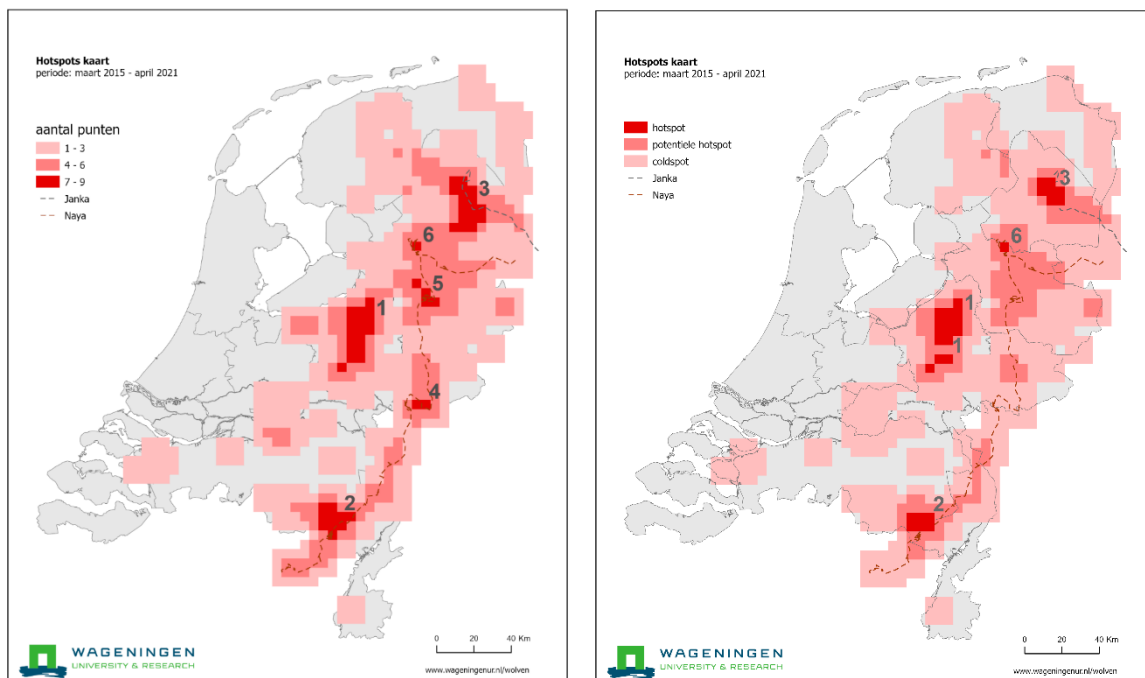 Hotspots kaart
periode: maart 2015 - april 2021
aantal punten
1 - 3
4 - 6
7 - 9
Janka
Naya
3
6
5
1
4
2
WAGENINGEN
UNIVERSITY & RESEARCH
0 20 40 Km
www.wageningenur.nl/wolven
Hotspots kaart
periode: maart 2015 - april 2021
hotspot
potentiele hotspot
coldspot
Janka
Naya
3
6
1
1
2
WAGENINGEN
UNIVERSITY & RESEARCH
0 20 40 Km
www.wageningenur.nl/wolven